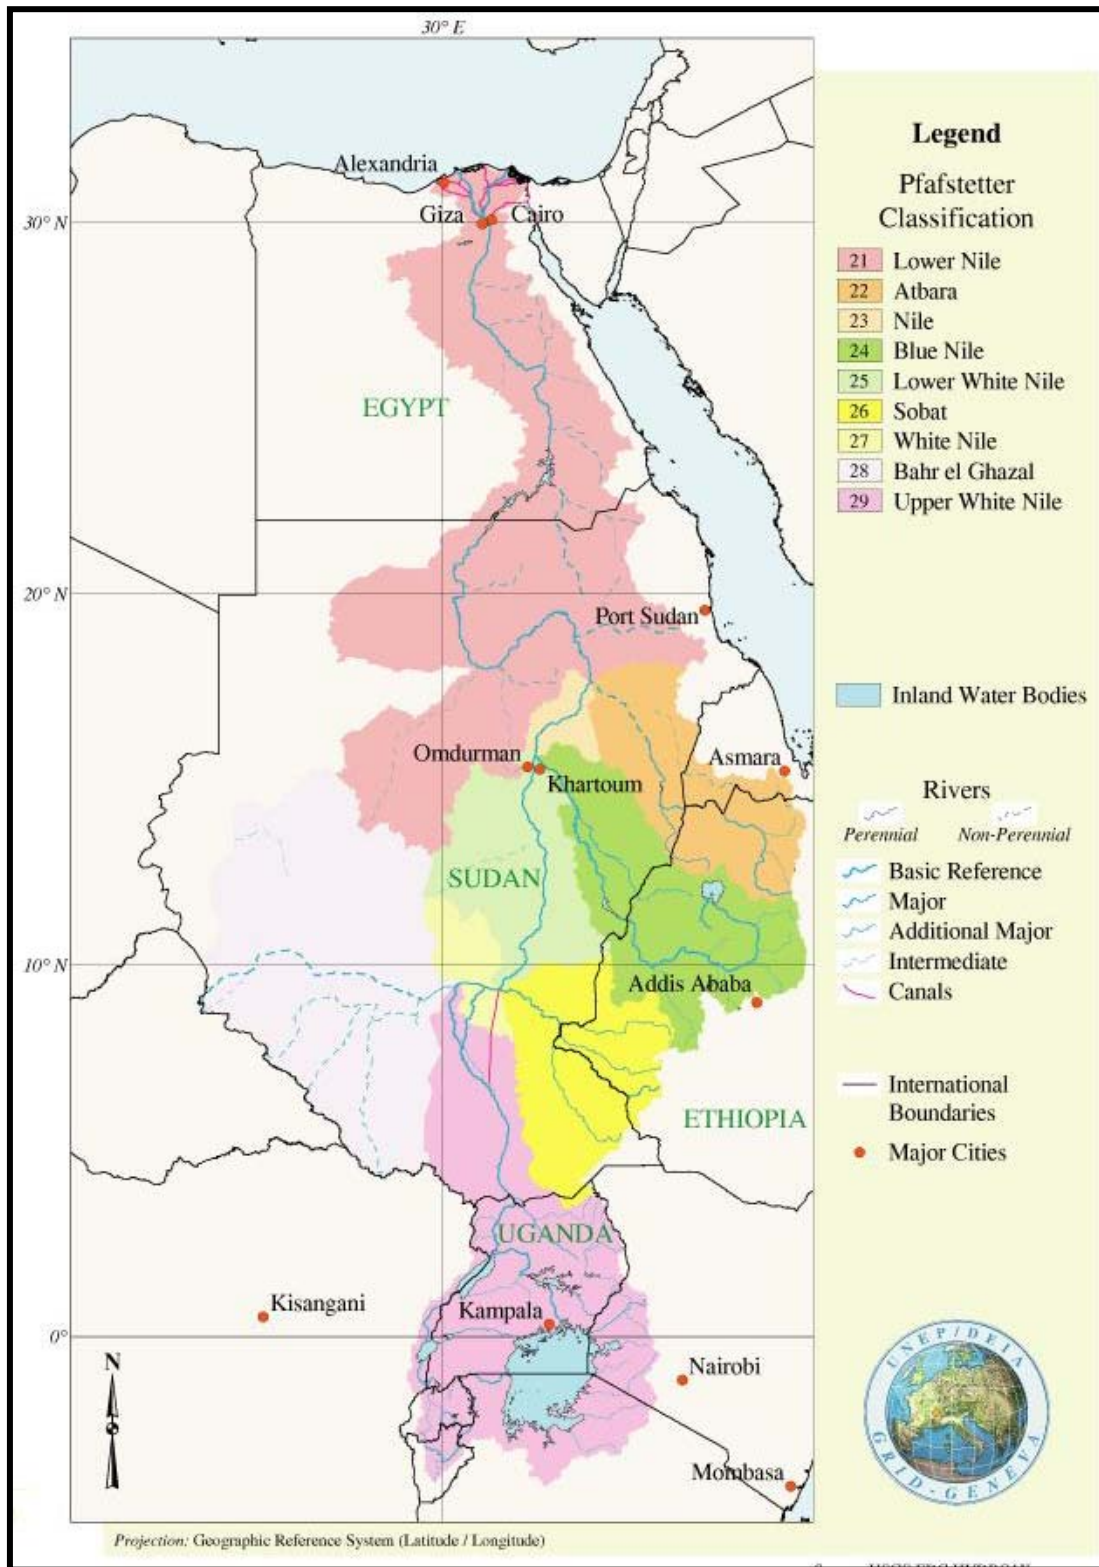 30° E
Alexandria
Giza
Cairo
30° N
EGYPT
20° N
Port Sudan
Omdurman
Khartoum
Asmara
SUDAN
10° N
Addis Ababa
ETHIOPIA
UGANDA
Kisangani
Kampala
0°
Nairobi
N
Mombasa
Projection: Geographic Reference System (Latitude / Longitude)
Legend
Pfafstetter
Classification
21 Lower Nile
22 Atbara
23 Nile
24 Blue Nile
25 Lower White Nile
26 Sobat
27 White Nile
28 Bahr el Ghazal
29 Upper White Nile
Inland Water Bodies
Rivers
Perennial Non-Perennial
Basic Reference
Major
Additional Major
Intermediate
Canals
International
Boundaries
Major Cities
UNEP/DEIA
GRID-GENEVA